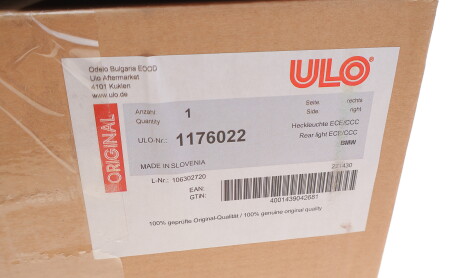 Odelo Bulgaria EOOD
Ulo Aftermarket
4101 Kuklen
www.ulo.de
ULO®
ORIGINAL
Anzahl: 1
Quantity
Seite: rechts
Side: right
ULO-Nr.: 1176022
Heckleuchte ECE/CCC
Rear light ECE/CCC
BMW
MADE IN SLOVENIA
L-Nr.: 106302720
221430
EAN:
GTIN:
4001439042681
100% geprüfte Original-Qualität / 100% genuine original quality